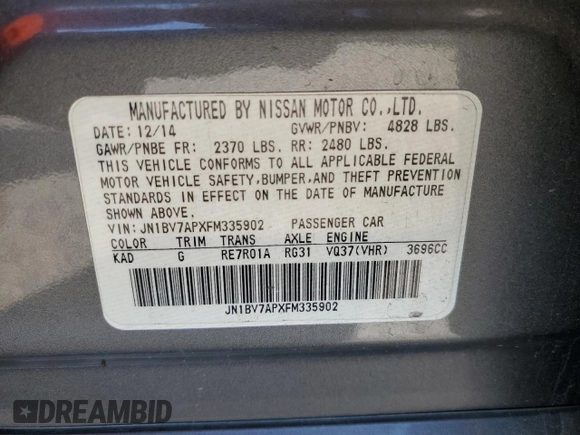 MANUFACTURED BY NISSAN MOTOR CO.,LTD.
DATE: 12/14 GVWR/PNBV: 4828 LBS.
GAWR/PNBE FR: 2370 LBS. RR: 2480 LBS.
THIS VEHICLE CONFORMS TO ALL APPLICABLE FEDERAL
MOTOR VEHICLE SAFETY,BUMPER,AND THEFT PREVENTION
STANDARDS IN EFFECT ON THE DATE OF MANUFACTURE
SHOWN ABOVE.
VIN:JN1BV7APXFM335902 PASSENGER CAR
COLOR TRIM TRANS AXLE ENGINE
KAD G RE7R01A RG31 VQ37(VHR) 3696CC
JN1BV7APXFM335902
DREAMBID